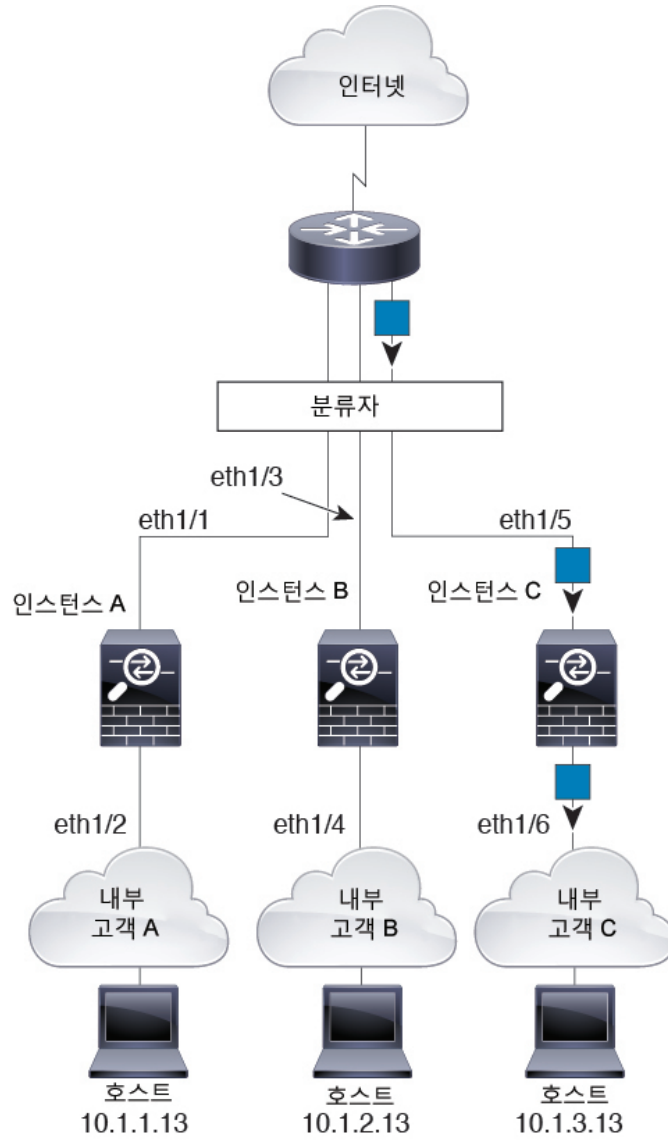 인터넷
분류자
eth1/3
eth1/1
eth1/5
인스턴스 A
인스턴스 B
인스턴스 C
eth1/2
eth1/4
eth1/6
내부
고객 A
내부
고객 B
내부
고객 C
호스트
10.1.1.13
호스트
10.1.2.13
호스트
10.1.3.13